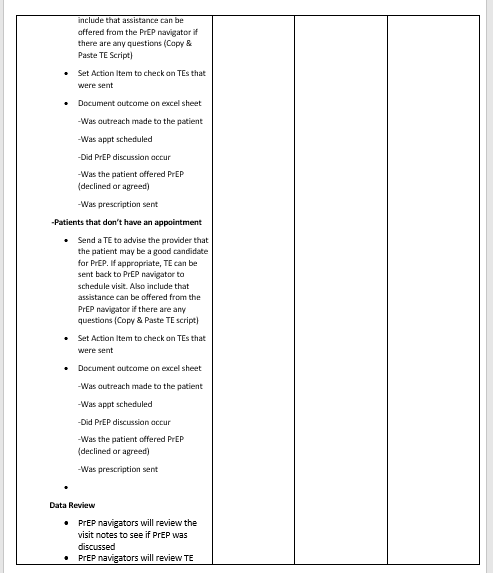 include that assistance can be
offered from the PrEP navigator if
there are any questions (Copy &
Paste TE Script)
• Set Action Item to check on TEs that
were sent
• Document outcome on excel sheet
-Was outreach made to the patient
-Was appt scheduled
-Did PrEP discussion occur
-Was the patient offered PrEP
(declined or agreed)
-Was prescription sent
-Patients that don't have an appointment
• Send a TE to advise the provider that
the patient may be a good candidate
for PrEP. If appropriate, TE can be
sent back to PrEP navigator to
schedule visit. Also include that
assistance can be offered from the
PrEP navigator if there are any
questions (Copy & Paste TE script)
• Set Action Item to check on TEs that
were sent
• Document outcome on excel sheet
-Was outreach made to the patient
-Was appt scheduled
-Did PrEP discussion occur
-Was the patient offered PrEP
(declined or agreed)
-Was prescription sent
•
Data Review
• PrEP navigators will review the
visit notes to see if PrEP was
discussed
• PrEP navigators will review TE